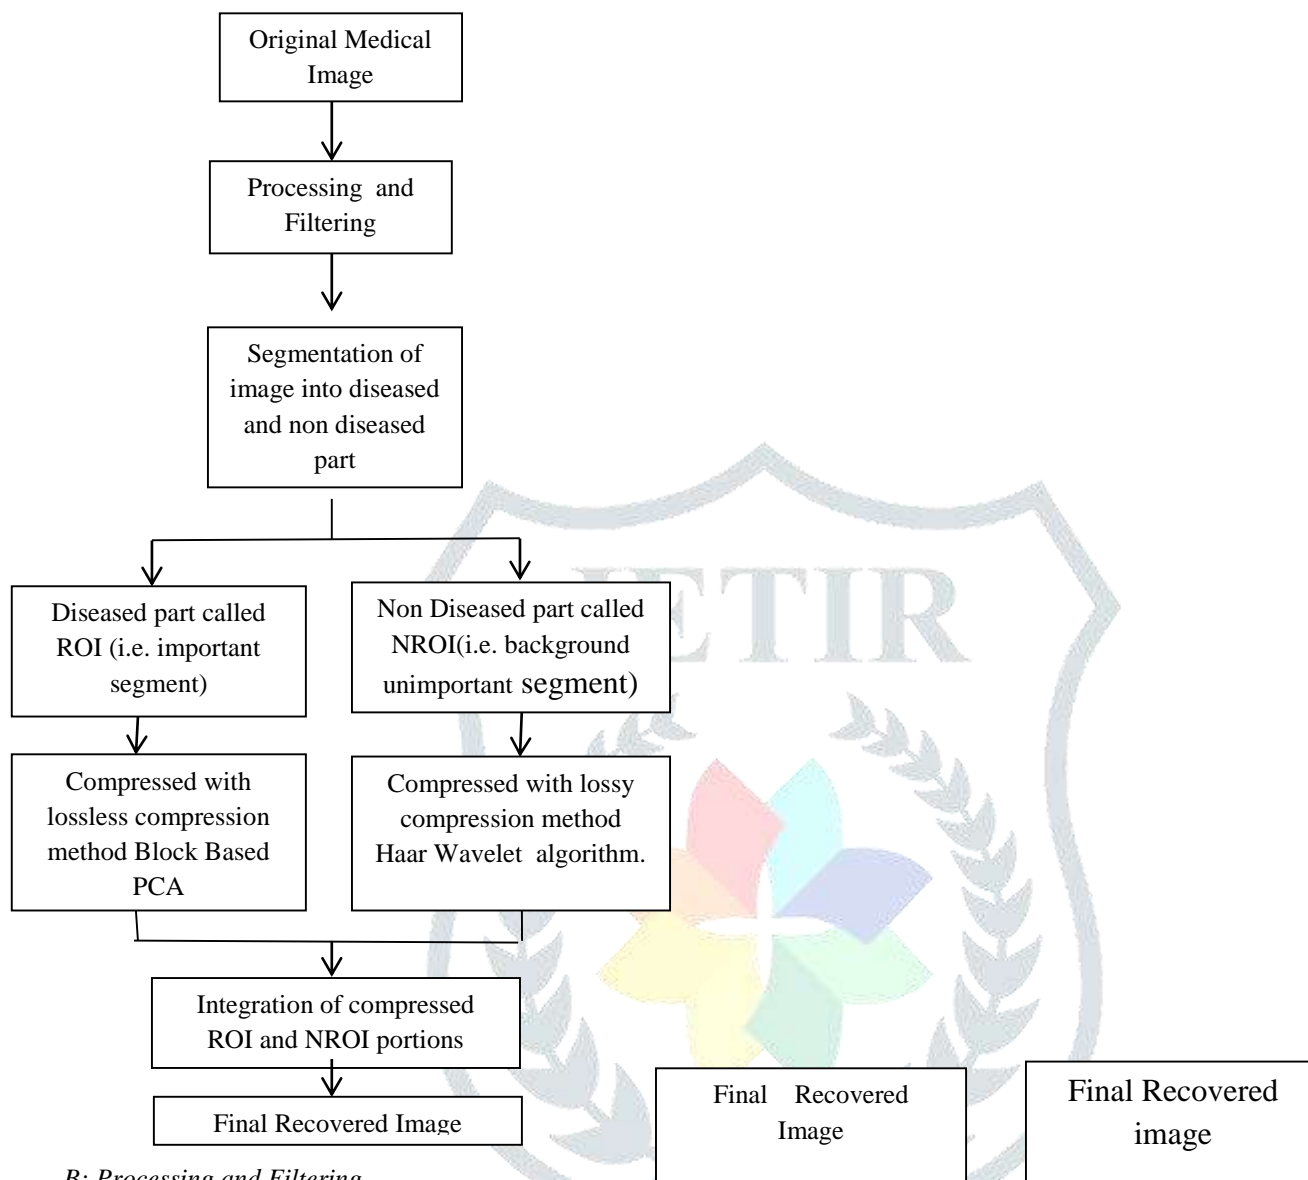 Original Medical
Image
Processing and
Filtering
Segmentation of
image into diseased
and non diseased
part
Diseased part called
ROI (i.e. important
segment)
Non Diseased part called
NROI(i.e. background
unimportant segment)
Compressed with
lossless compression
method Block Based
PCA
Compressed with lossy
compression method
Haar Wavelet algorithm.
Integration of compressed
ROI and NROI portions
Final Recovered Image
Final Recovered
Image
Final Recovered
image
JETIR
B: Processing and Filtering